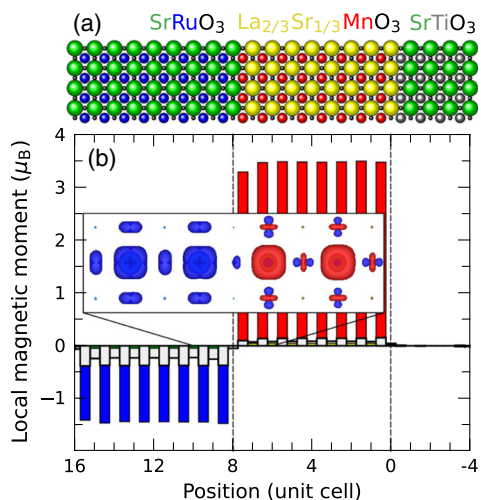 (a) SrRuO₃ La₂/₃Sr₁/₃MnO₃ SrTiO₃
(b)
Local magnetic moment (μ_B)
4
3
2
1
0
−1
16 12 8 4 0 -4
Position (unit cell)